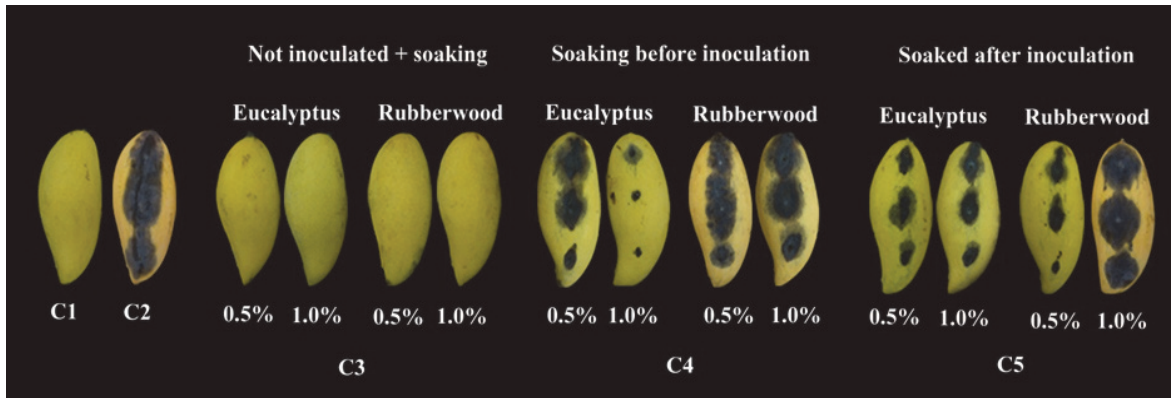 Not inoculated + soaking Soaking before inoculation Soaked after inoculation
Eucalyptus Rubberwood Eucalyptus Rubberwood Eucalyptus Rubberwood
C1 C2 0.5% 1.0% 0.5% 1.0% 0.5% 1.0% 0.5% 1.0% 0.5% 1.0% 0.5% 1.0%
C3 C4 C5